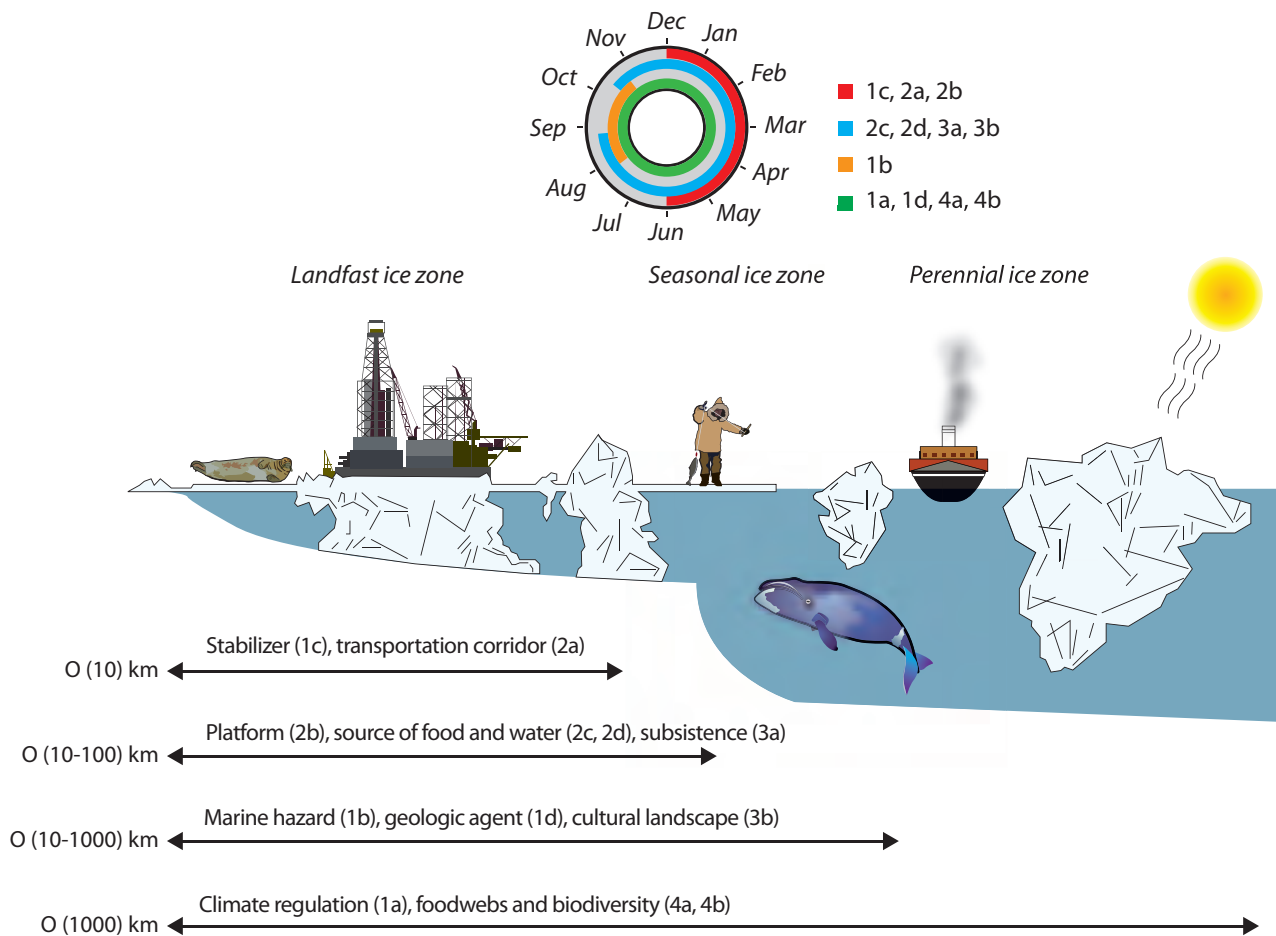 Dec
Jan
Feb
Mar
Apr
May
Jun
Jul
Aug
Sep
Oct
Nov
1c, 2a, 2b
2c, 2d, 3a, 3b
1b
1a, 1d, 4a, 4b
Landfast ice zone
Seasonal ice zone
Perennial ice zone
Stabilizer (1c), transportation corridor (2a)
O (10) km
Platform (2b), source of food and water (2c, 2d), subsistence (3a)
O (10-100) km
Marine hazard (1b), geologic agent (1d), cultural landscape (3b)
O (10-1000) km
Climate regulation (1a), foodwebs and biodiversity (4a, 4b)
O (1000) km